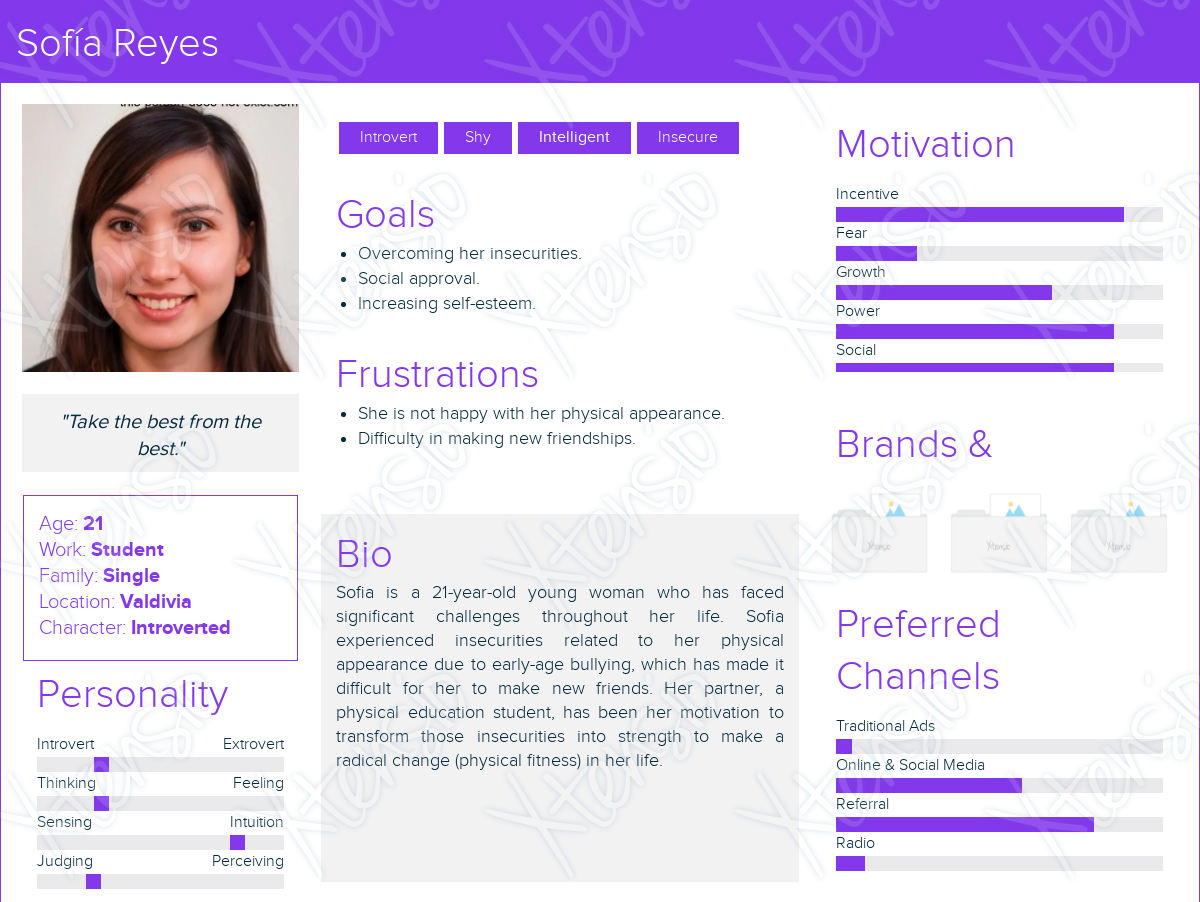 Sofía Reyes
this person does not exist.com
"Take the best from the
best."
Age: 21
Work: Student
Family: Single
Location: Valdivia
Character: Introverted
Personality
Introvert Extrovert
Thinking Feeling
Sensing Intuition
Judging Perceiving
Introvert Shy Intelligent Insecure
Goals
• Overcoming her insecurities.
• Social approval.
• Increasing self-esteem.
Frustrations
• She is not happy with her physical appearance.
• Difficulty in making new friendships.
Bio
Sofia is a 21-year-old young woman who has faced
significant challenges throughout her life. Sofia
experienced insecurities related to her physical
appearance due to early-age bullying, which has made it
difficult for her to make new friends. Her partner, a
physical education student, has been her motivation to
transform those insecurities into strength to make a
radical change (physical fitness) in her life.
Motivation
Incentive
Fear
Growth
Power
Social
Brands &
Xtensio
Xtensio
Xtensio
Preferred
Channels
Traditional Ads
Online & Social Media
Referral
Radio